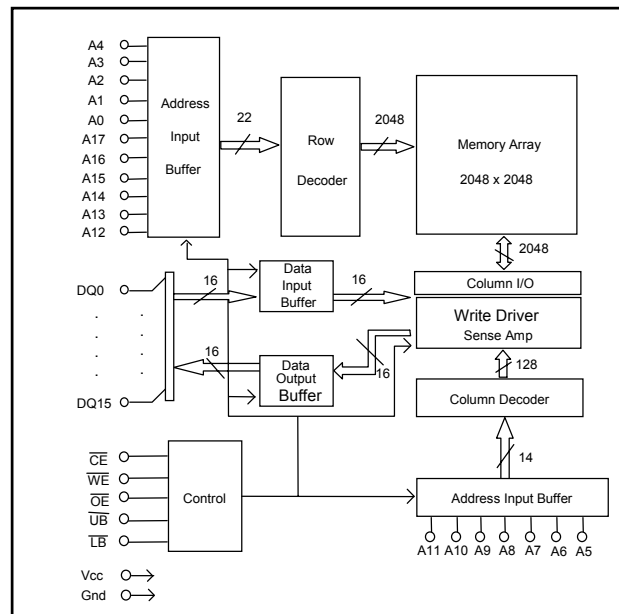 A4
A3
A2
A1
A0
A17
A16
A15
A14
A13
A12
Address
Input
Buffer
22
Row
Decoder
2048
Memory Array
2048 x 2048
2048
Column I/O
Write Driver
Sense Amp
128
Column Decoder
14
Address Input Buffer
A11 A10 A9 A8 A7 A6 A5
DQ0
. .
. .
. .
. .
DQ15
16
Data
Input
Buffer
16
16
Data
Output
Buffer
16
CE
WE
OE
UB
LB
Control
Vcc
Gnd